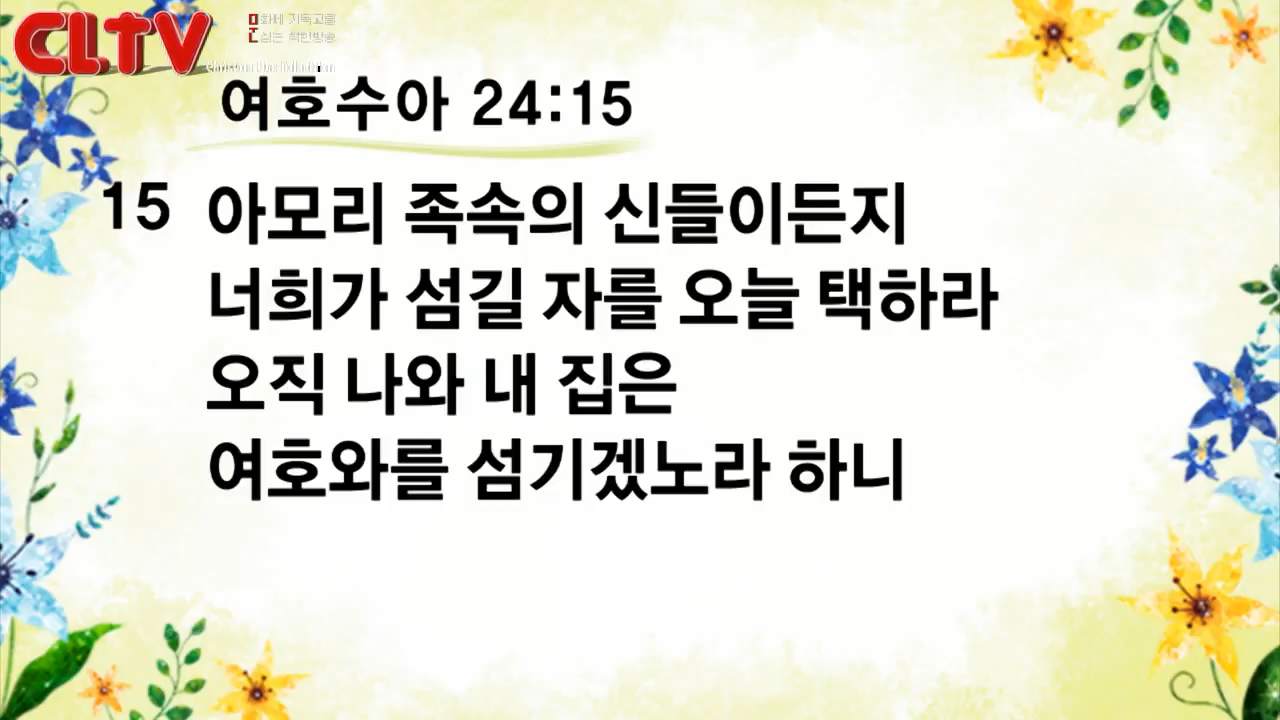 CLTV
여호수아 24:15
15 아모리 족속의 신들이든지
너희가 섬길 자를 오늘 택하라
오직 나와 내 집은
여호와를 섬기겠노라 하니